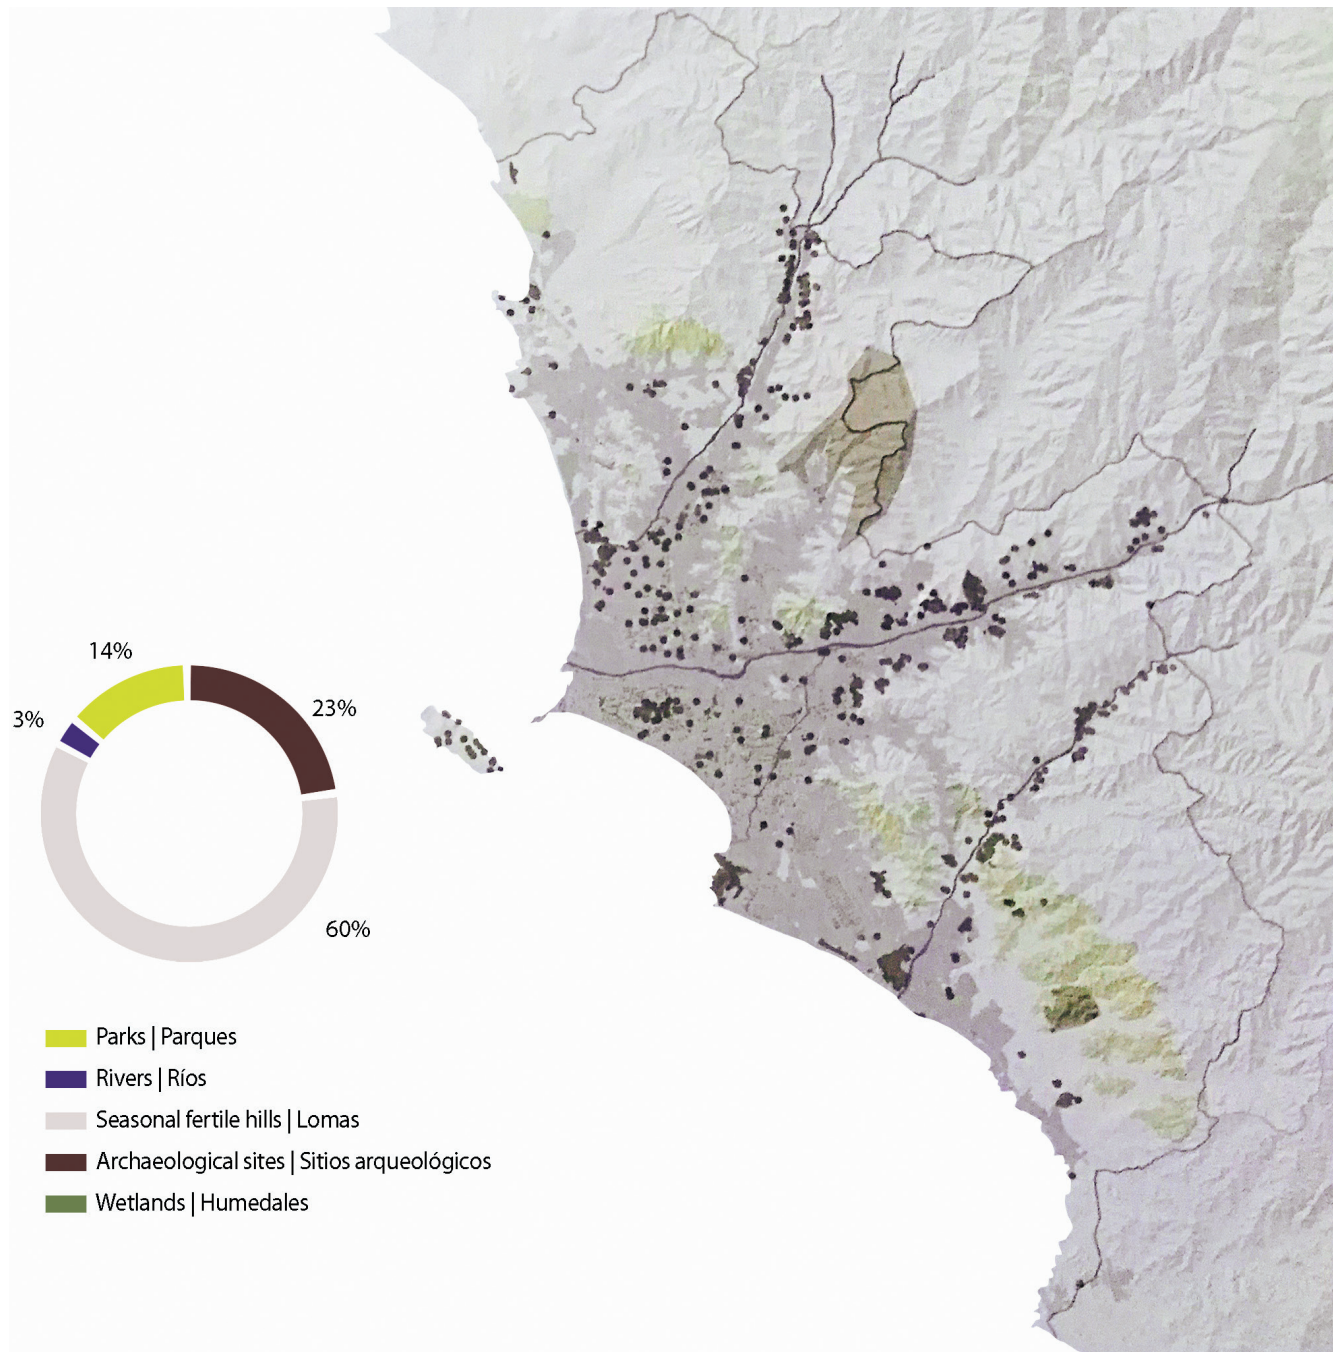 14%
3%
23%
60%
Parks | Parques
Rivers | Ríos
Seasonal fertile hills | Lomas
Archaeological sites | Sitios arqueológicos
Wetlands | Humedales